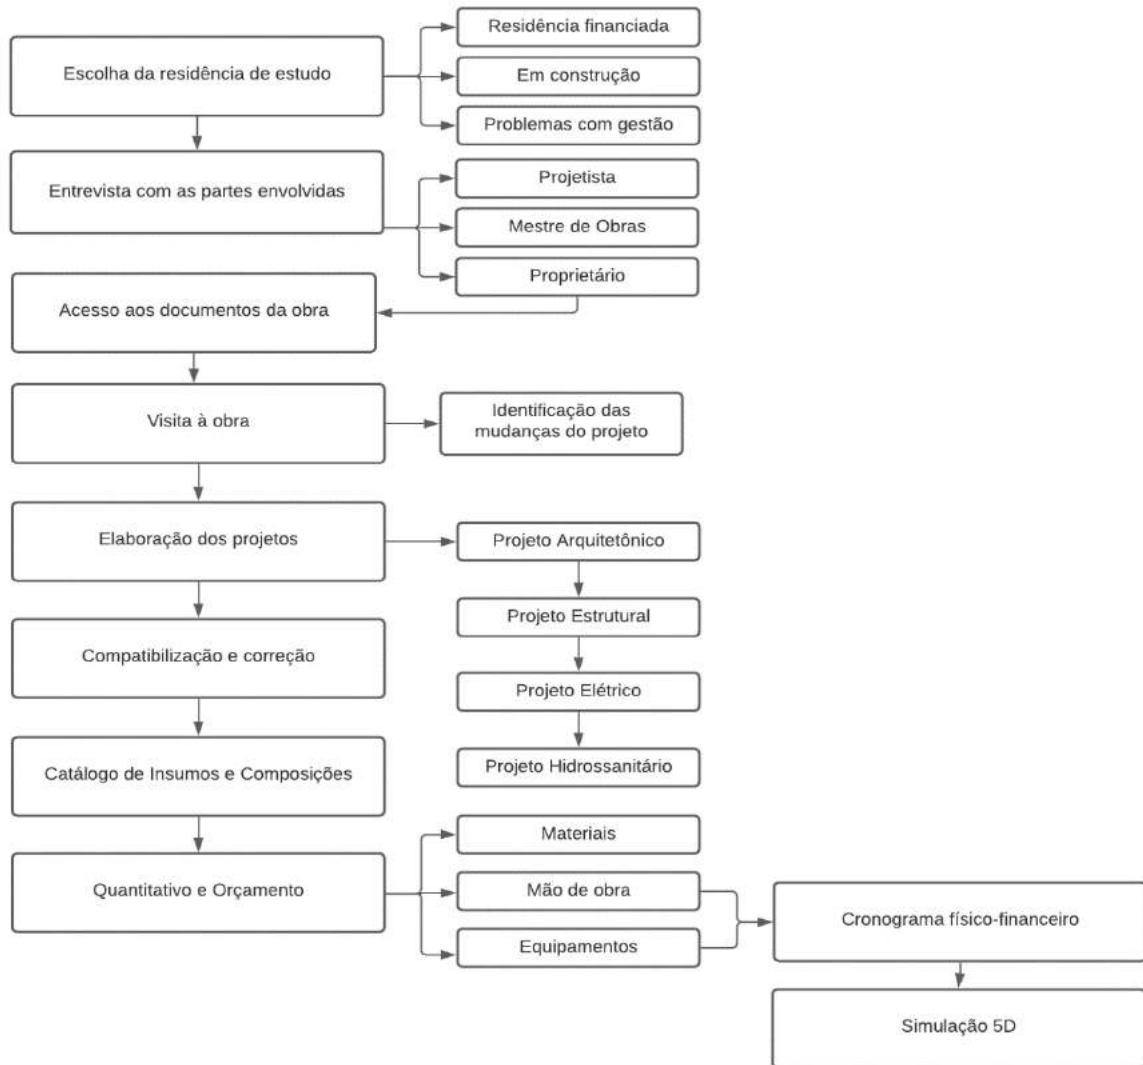 Escolha da residência de estudo
Residência financiada
Em construção
Problemas com gestão
Entrevista com as partes envolvidas
Projetista
Mestre de Obras
Proprietário
Acesso aos documentos da obra
Visita à obra
Identificação das
mudanças do projeto
Elaboração dos projetos
Projeto Arquitetônico
Projeto Estrutural
Projeto Elétrico
Projeto Hidrossanitário
Compatibilização e correção
Catálogo de Insumos e Composições
Quantitativo e Orçamento
Materiais
Mão de obra
Equipamentos
Cronograma físico-financeiro
Simulação 5D